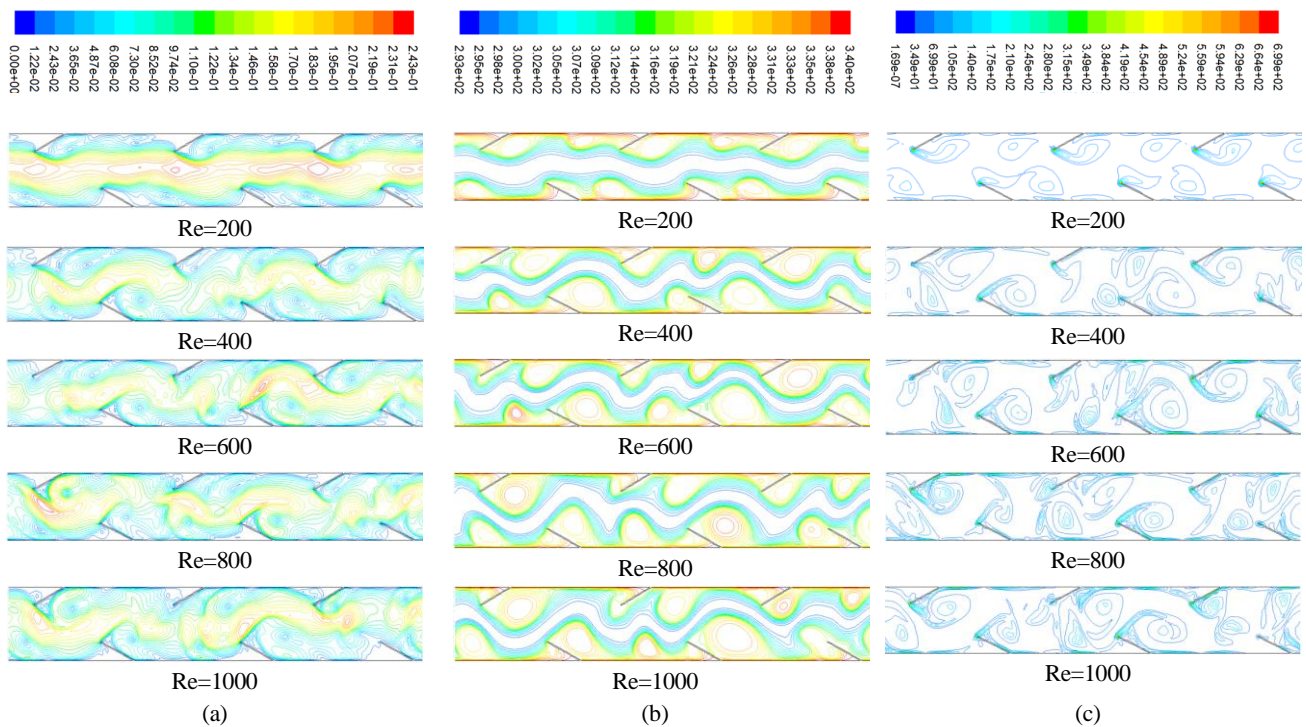 0.00e+00
1.22e-02
2.43e-02
3.65e-02
4.87e-02
6.08e-02
7.30e-02
8.52e-02
9.74e-02
1.10e-01
1.22e-01
1.34e-01
1.46e-01
1.58e-01
1.70e-01
1.83e-01
1.95e-01
2.07e-01
2.19e-01
2.31e-01
2.43e-01
2.93e+02
2.95e+02
2.98e+02
3.00e+02
3.02e+02
3.05e+02
3.07e+02
3.09e+02
3.12e+02
3.14e+02
3.16e+02
3.19e+02
3.21e+02
3.24e+02
3.26e+02
3.28e+02
3.31e+02
3.33e+02
3.35e+02
3.38e+02
3.40e+02
1.69e-07
3.49e+01
6.99e+01
1.05e+02
1.40e+02
1.75e+02
2.10e+02
2.45e+02
2.80e+02
3.15e+02
3.49e+02
3.84e+02
4.19e+02
4.54e+02
4.89e+02
5.24e+02
5.59e+02
5.94e+02
6.29e+02
6.64e+02
6.99e+02
Re=200
Re=400
Re=600
Re=800
Re=1000
(a)
Re=200
Re=400
Re=600
Re=800
Re=1000
(b)
Re=200
Re=400
Re=600
Re=800
Re=1000
(c)